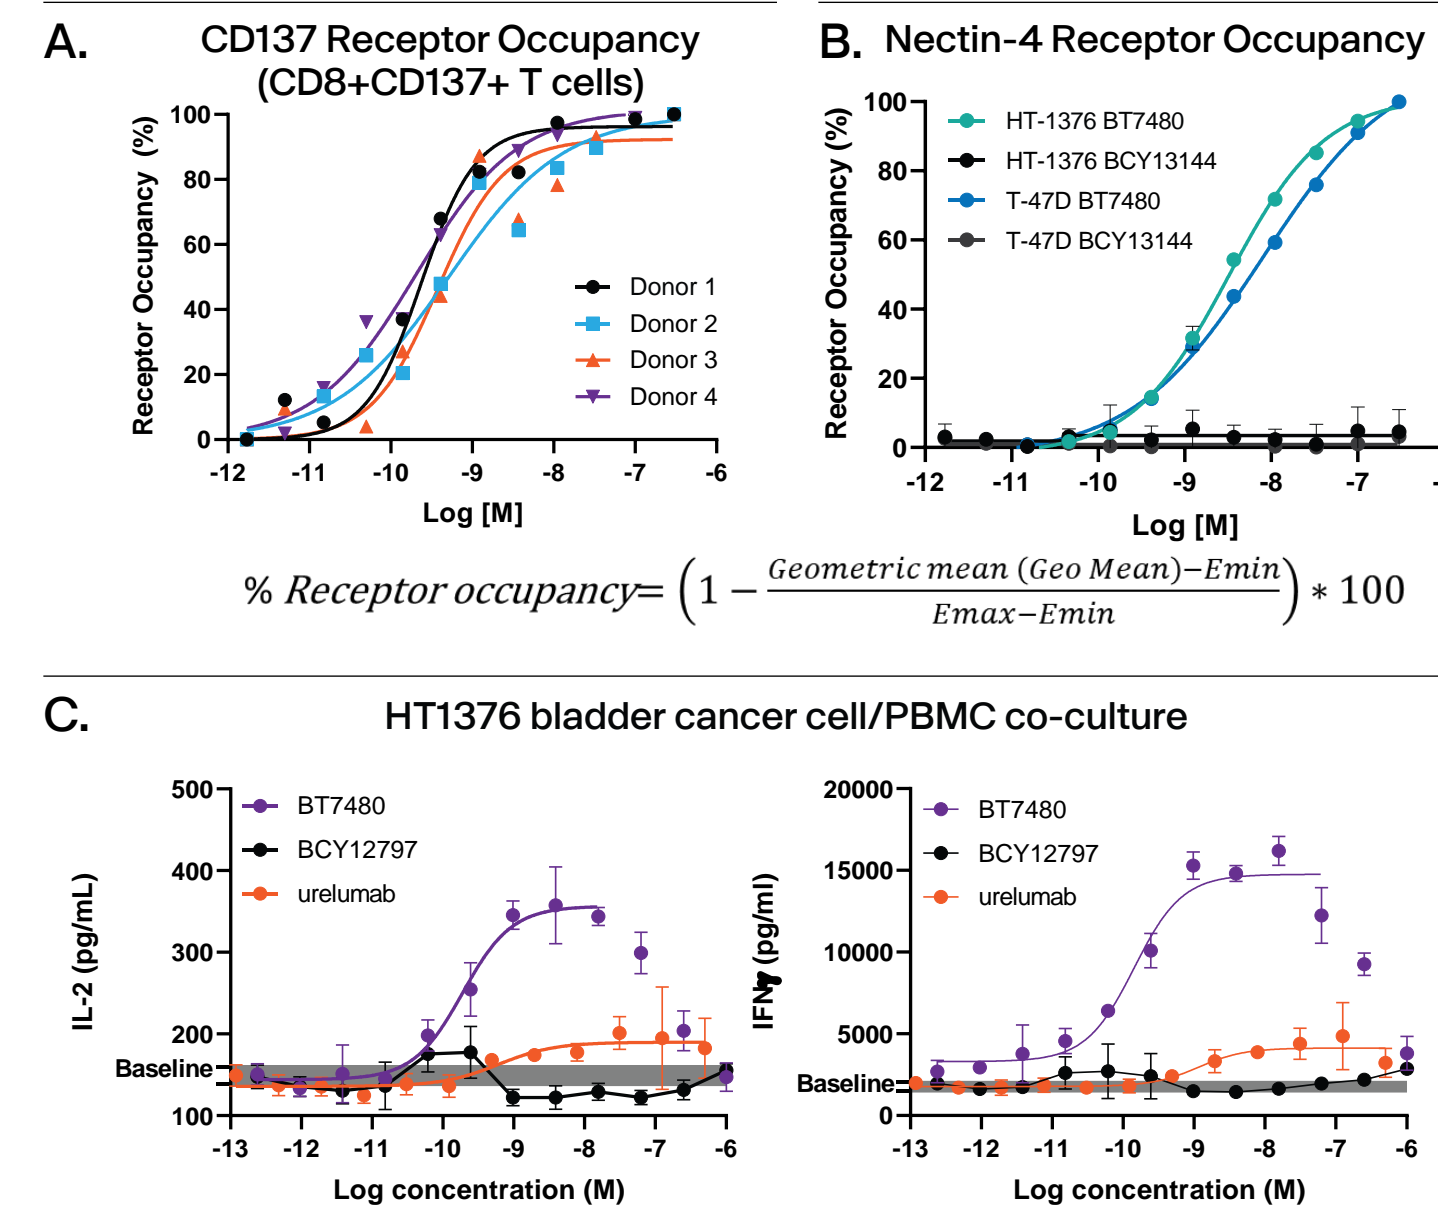 A.
CD137 Receptor Occupancy
(CD8+CD137+ T cells)
Receptor Occupancy (%)
100
80
60
40
20
0
-12 -11 -10 -9 -8 -7 -6
Log [M]
Donor 1
Donor 2
Donor 3
Donor 4
B.
Nectin-4 Receptor Occupancy
Receptor Occupancy (%)
100
80
60
40
20
0
-12 -11 -10 -9 -8 -7 -
Log [M]
HT-1376 BT7480
HT-1376 BCY13144
T-47D BT7480
T-47D BCY13144
% Receptor occupancy= (1 − Geometric mean (Geo Mean)−Emin / Emax−Emin) * 100
C.
HT1376 bladder cancer cell/PBMC co-culture
IL-2 (pg/mL)
500
400
300
200
Baseline
100
-13 -12 -11 -10 -9 -8 -7 -6
Log concentration (M)
BT7480
BCY12797
urelumab
IFNγ (pg/ml)
20000
15000
10000
5000
Baseline
0
-13 -12 -11 -10 -9 -8 -7 -6
Log concentration (M)
BT7480
BCY12797
urelumab